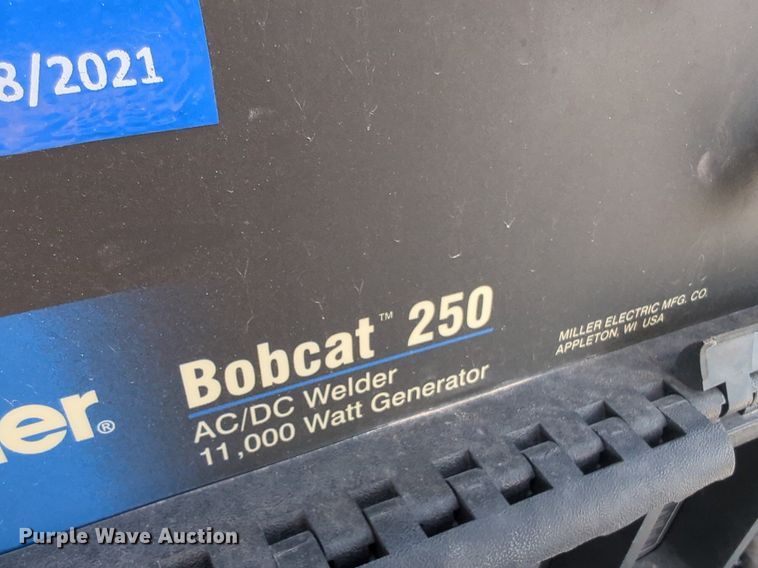 8/2021
Bobcat™ 250
AC/DC Welder
11,000 Watt Generator
MILLER ELECTRIC MFG. CO.
APPLETON, WI USA
ler®
Purple Wave Auction®